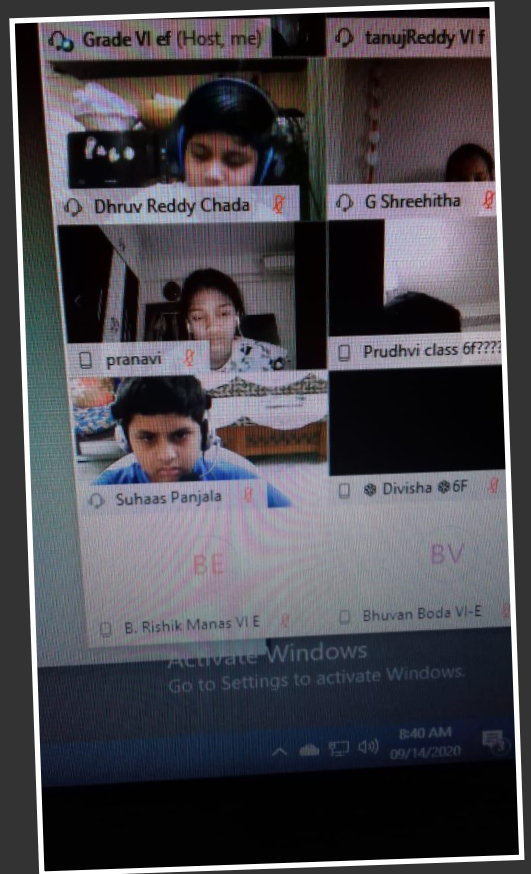 Grade VI ef (Host, me)
tanujReddy VI f
Dhruv Reddy Chada
G Shreehitha
pranavi
Prudhvi class 6f????
Suhaas Panjala
❁ Divisha ❁6F
BE
BV
B. Rishik Manas VI E
Bhuvan Boda VI-E
Activate Windows
Go to Settings to activate Windows.
8:40 AM
09/14/2020
3